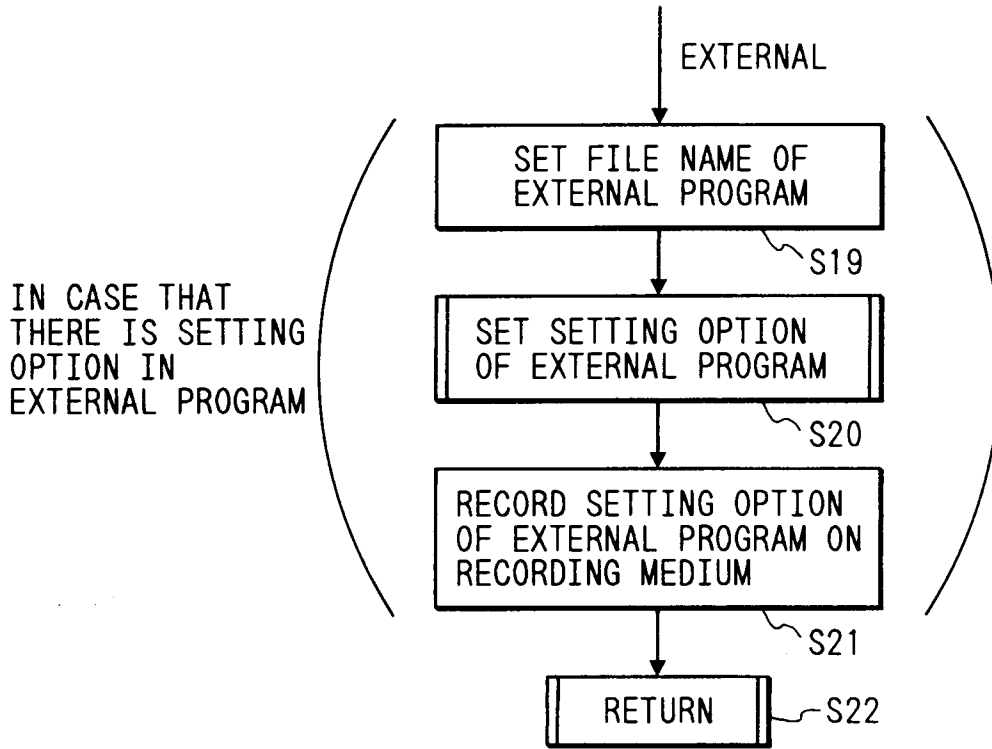 EXTERNAL
SET FILE NAME OF
EXTERNAL PROGRAM
S19
IN CASE THAT
THERE IS SETTING
OPTION IN
EXTERNAL PROGRAM
SET SETTING OPTION
OF EXTERNAL PROGRAM
S20
RECORD SETTING OPTION
OF EXTERNAL PROGRAM ON
RECORDING MEDIUM
S21
RETURN
S22